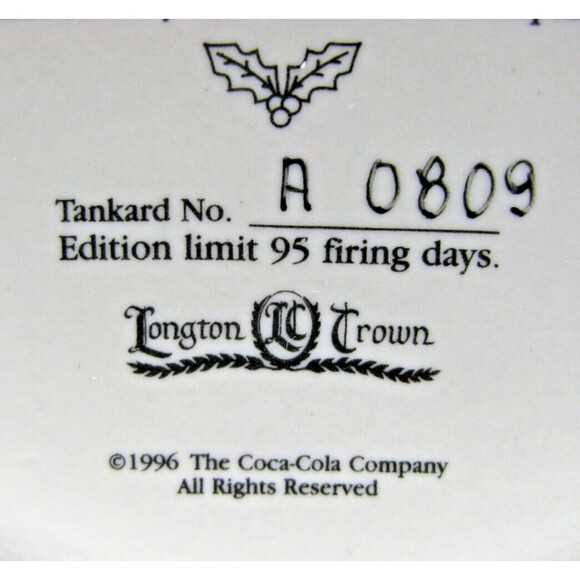 Tankard No. A 0809
Edition limit 95 firing days.
Longton LC Crown
©1996 The Coca-Cola Company
All Rights Reserved